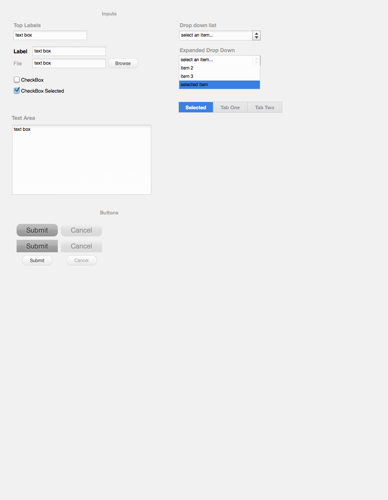 Inputs
Top Labels
text box
Label text box
File text box Browse
CheckBox
CheckBox Selected
Drop down list
select an item...
Expanded Drop Down
select an item...
item 2
item 3
selected item
Selected Tab One Tab Two
Text Area
text box
Buttons
Submit Cancel
Submit Cancel
Submit Cancel